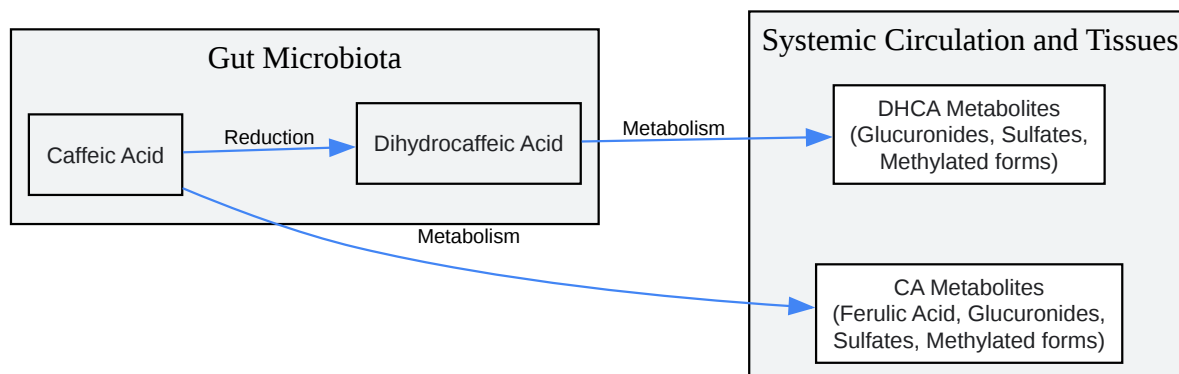 Gut Microbiota
Caffeic Acid
Reduction
Dihydrocaffeic Acid
Metabolism
Metabolism
Systemic Circulation and Tissues
DHCA Metabolites
(Glucuronides, Sulfates,
Methylated forms)
CA Metabolites
(Ferulic Acid, Glucuronides,
Sulfates, Methylated forms)